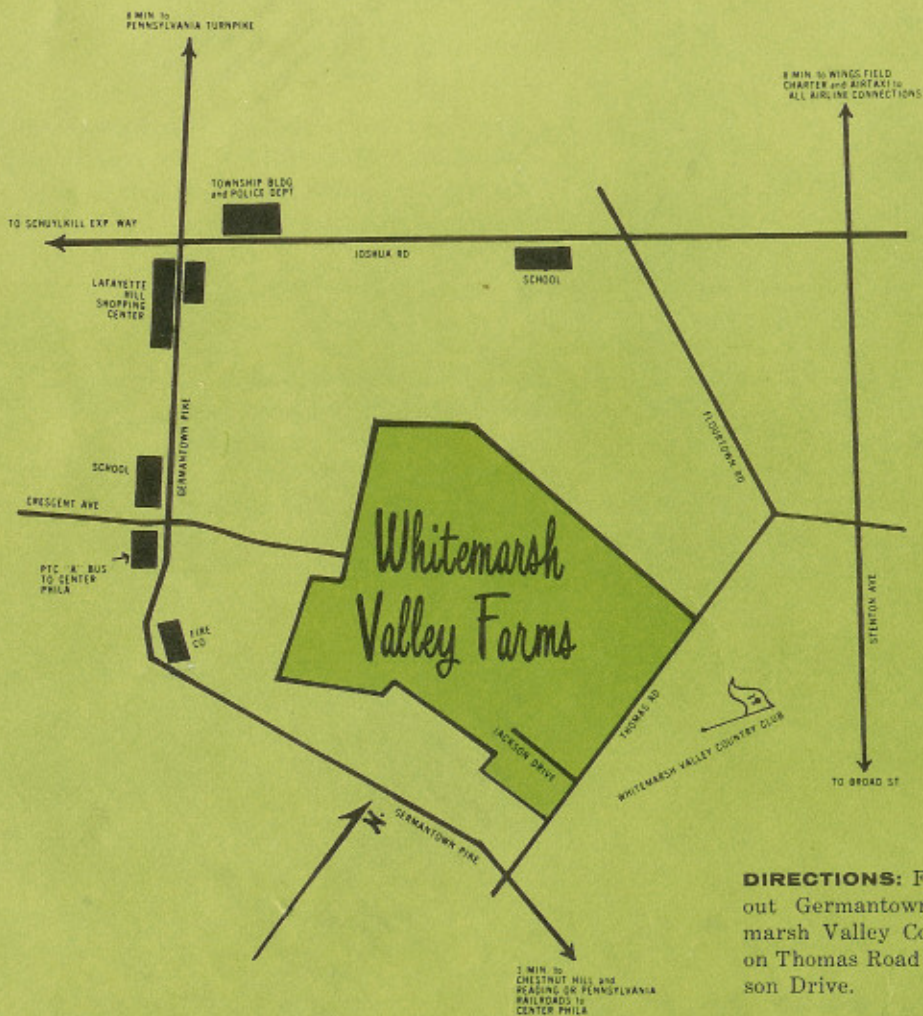 8 MIN to
PENNSYLVANIA TURNPIKE
8 MIN to WINGS FIELD
CHARTER and AIRTAXI to
ALL AIRLINE CONNECTIONS
TOWNSHIP BLDG
and POLICE DEPT
TO SCHUYLKILL EXP. WAY
JOSHUA RD
SCHOOL
LAFAYETTE
HILL
SHOPPING
CENTER
FLOURTOWN RD
GERMANTOWN PIKE
SCHOOL
CRESCENT AVE
PTC "A" BUS
TO CENTER
PHILA
FIRE
CO
Whitemarsh
Valley Farms
STENTON AVE
THOMAS RD
19
WHITEMARSH VALLEY COUNTRY CLUB
JACKSON DRIVE
TO BROAD ST
N
GERMANTOWN PIKE
DIRECTIONS: F
out Germantown
marsh Valley Co
on Thomas Road
son Drive.
CHESTNUT HILL and
READING OR PENNSYLVANIA
RAILROADS to
CENTER PHILA